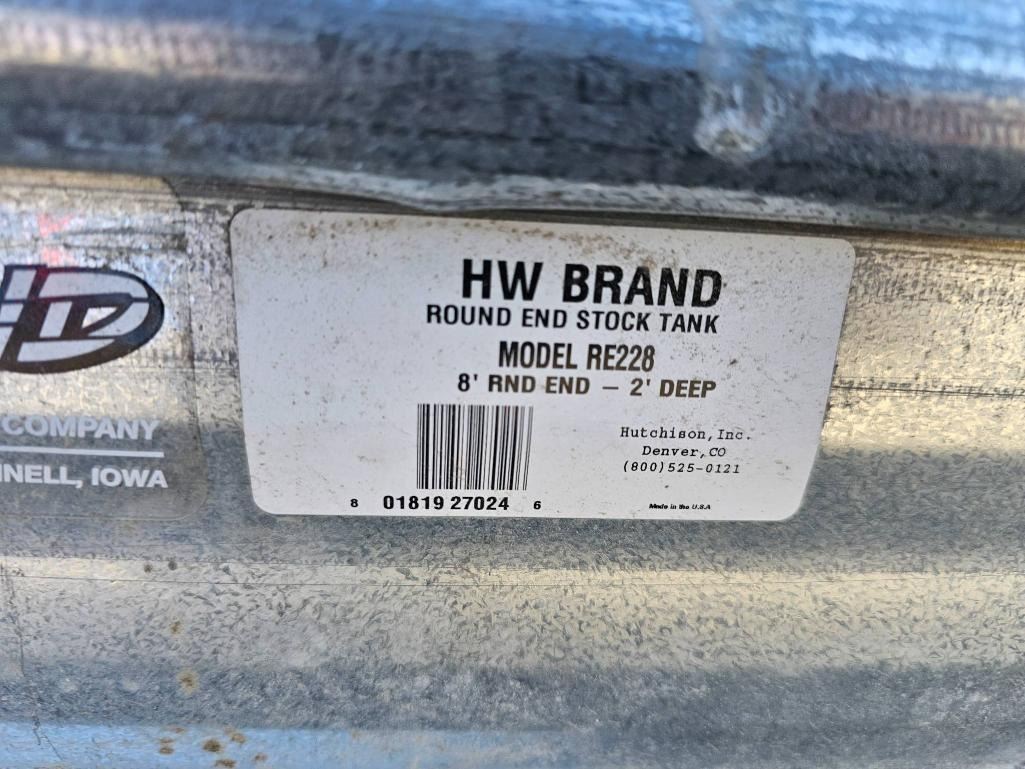 HW BRAND
ROUND END STOCK TANK
MODEL RE228
8' RND END – 2' DEEP
Hutchison, Inc.
Denver, CO
(800)525-0121
8 01819 27024 6
Made in the U.S.A
COMPANY
NELL, IOWA